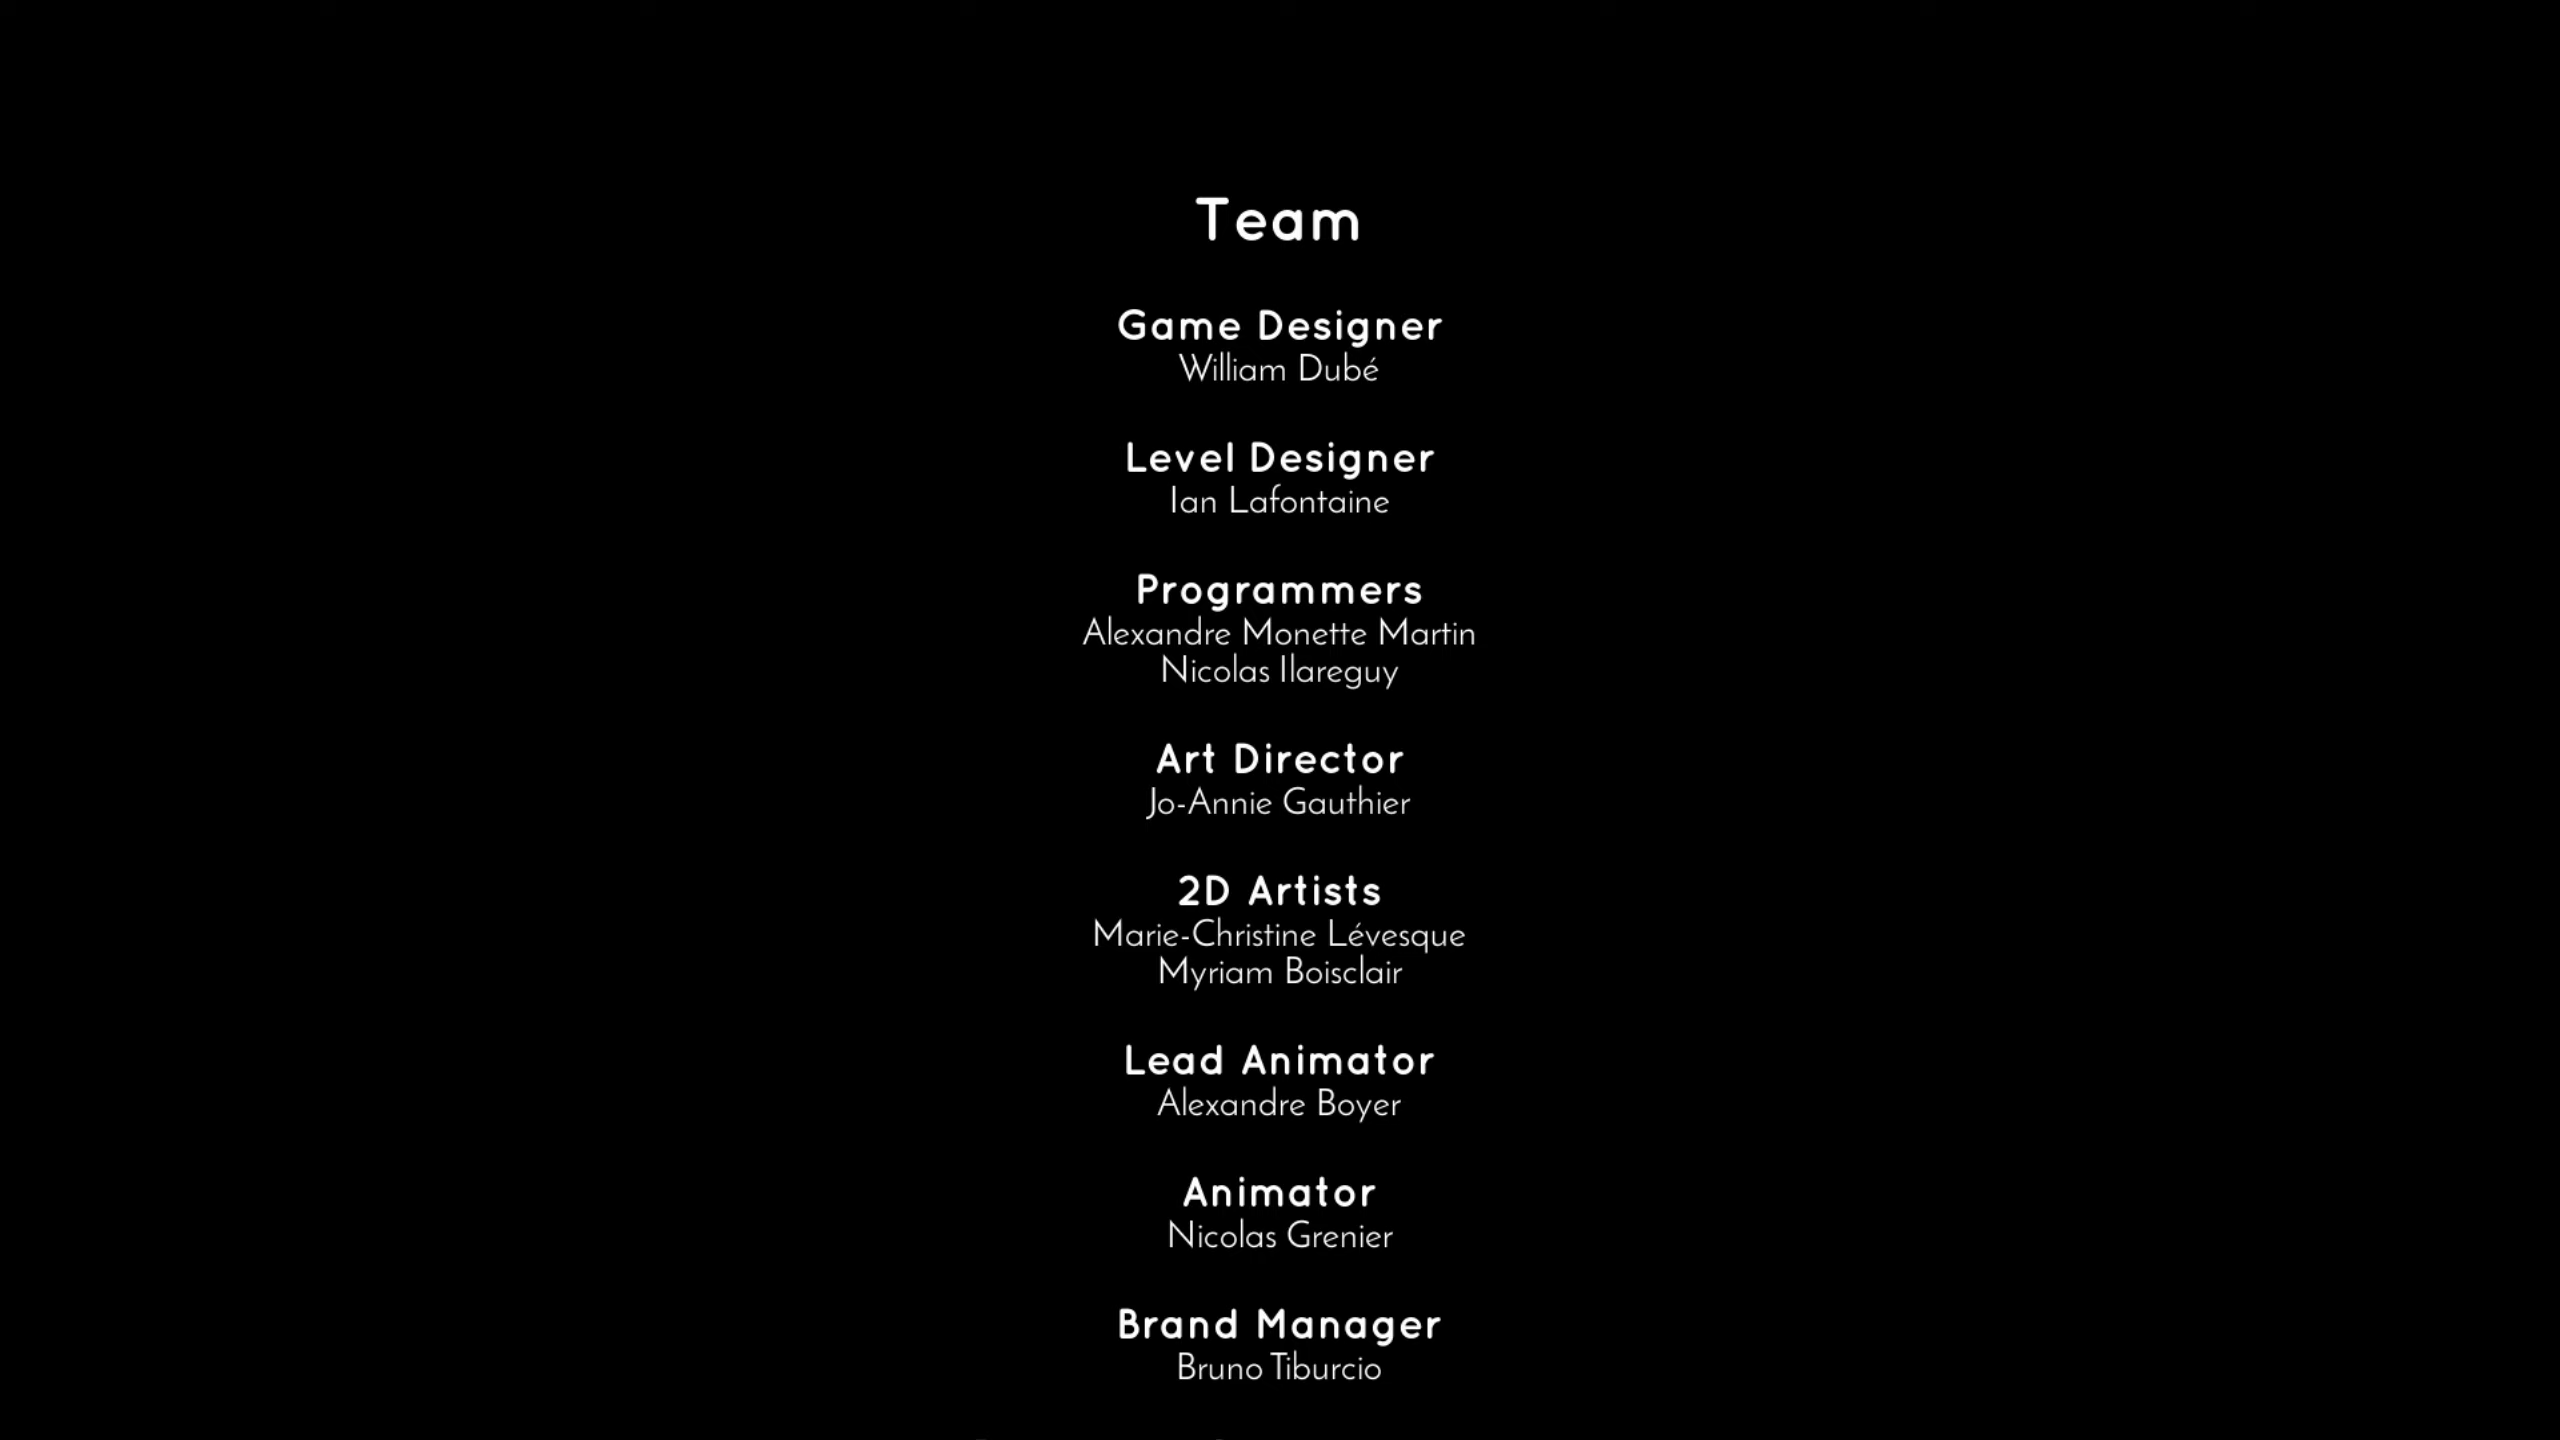 Team
Game Designer
William Dubé
Level Designer
Ian Lafontaine
Programmers
Alexandre Monette Martin
Nicolas Ilareguy
Art Director
Jo-Annie Gauthier
2D Artists
Marie-Christine Lévesque
Myriam Boisclair
Lead Animator
Alexandre Boyer
Animator
Nicolas Grenier
Brand Manager
Bruno Tiburcio